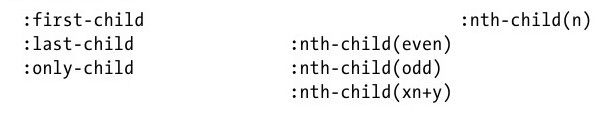 :first-child :nth-child(n)
:last-child :nth-child(even)
:only-child :nth-child(odd)
:nth-child(xn+y)